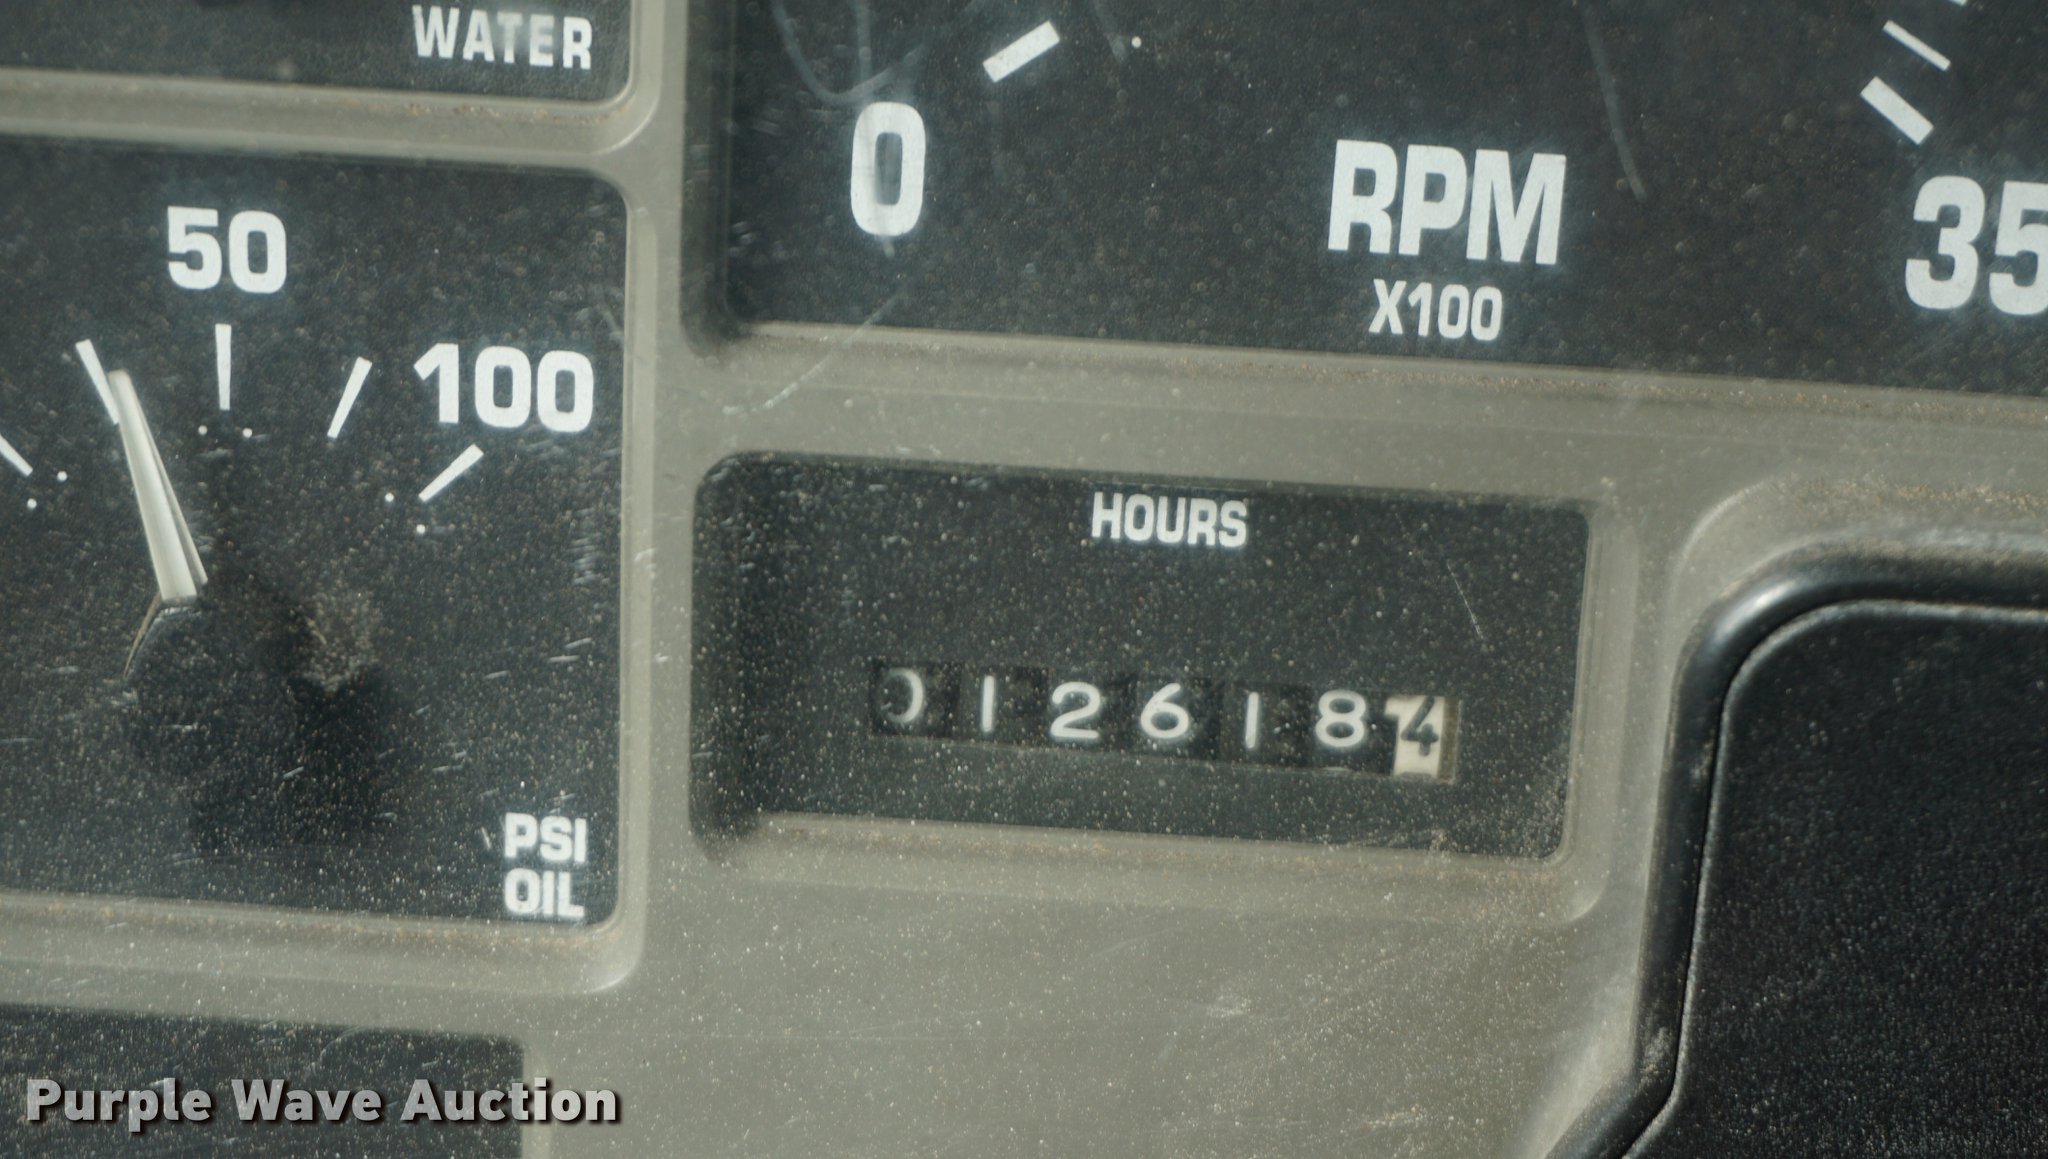 WATER
50
100
PSI
OIL
0
35
RPM
X100
HOURS
0126184
Purple Wave Auction